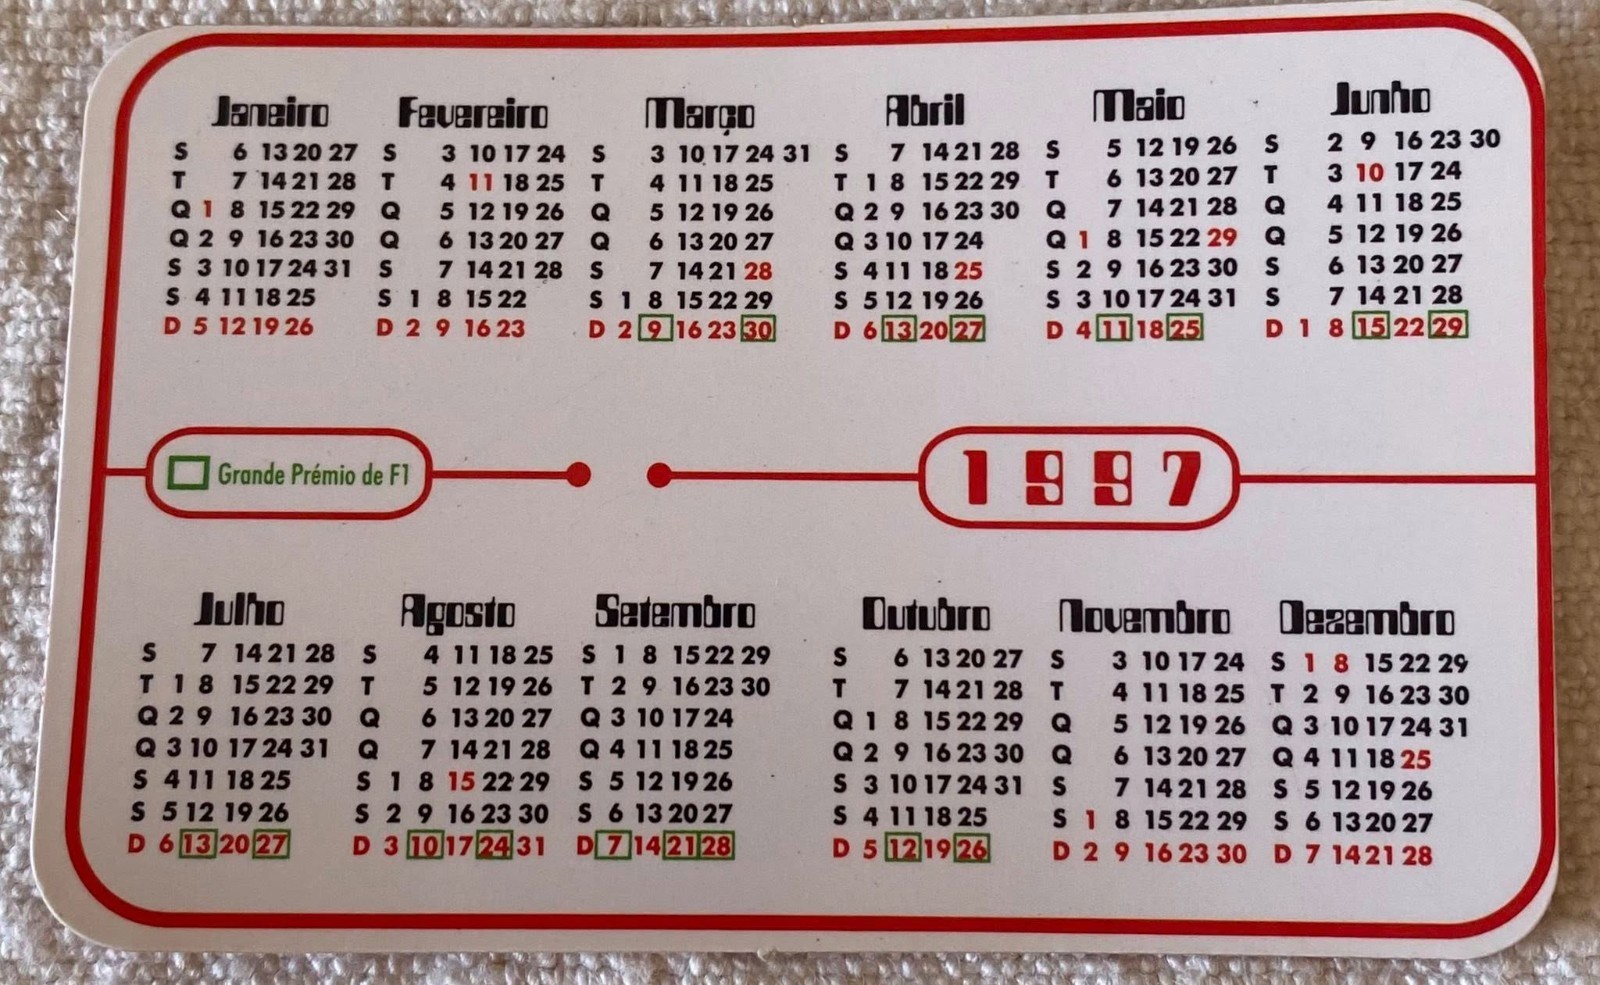 Janeiro Fevereiro Março Abril Maio Junho
S 6 13 20 27 S 3 10 17 24 S 3 10 17 24 31 S 7 14 21 28 S 5 12 19 26 S 2 9 16 23 30
T 7 14 21 28 T 4 11 18 25 T 4 11 18 25 T 1 8 15 22 29 T 6 13 20 27 T 3 10 17 24
Q 1 8 15 22 29 Q 5 12 19 26 Q 5 12 19 26 Q 2 9 16 23 30 Q 7 14 21 28 Q 4 11 18 25
Q 2 9 16 23 30 Q 6 13 20 27 Q 6 13 20 27 Q 3 10 17 24 Q 1 8 15 22 29 Q 5 12 19 26
S 3 10 17 24 31 S 7 14 21 28 S 7 14 21 28 S 4 11 18 25 S 2 9 16 23 30 S 6 13 20 27
S 4 11 18 25 S 1 8 15 22 S 1 8 15 22 29 S 5 12 19 26 S 3 10 17 24 31 S 7 14 21 28
D 5 12 19 26 D 2 9 16 23 D 2 9 16 23 30 D 6 13 20 27 D 4 11 18 25 D 1 8 15 22 29
Grande Prémio de F1 1997
Julho Agosto Setembro Outubro Novembro Dezembro
S 7 14 21 28 S 4 11 18 25 S 1 8 15 22 29 S 6 13 20 27 S 3 10 17 24 S 1 8 15 22 29
T 1 8 15 22 29 T 5 12 19 26 T 2 9 16 23 30 T 7 14 21 28 T 4 11 18 25 T 2 9 16 23 30
Q 2 9 16 23 30 Q 6 13 20 27 Q 3 10 17 24 Q 1 8 15 22 29 Q 5 12 19 26 Q 3 10 17 24 31
Q 3 10 17 24 31 Q 7 14 21 28 Q 4 11 18 25 Q 2 9 16 23 30 Q 6 13 20 27 Q 4 11 18 25
S 4 11 18 25 S 1 8 15 22 29 S 5 12 19 26 S 3 10 17 24 31 S 7 14 21 28 S 5 12 19 26
S 5 12 19 26 S 2 9 16 23 30 S 6 13 20 27 S 4 11 18 25 S 1 8 15 22 29 S 6 13 20 27
D 6 13 20 27 D 3 10 17 24 31 D 7 14 21 28 D 5 12 19 26 D 2 9 16 23 30 D 7 14 21 28